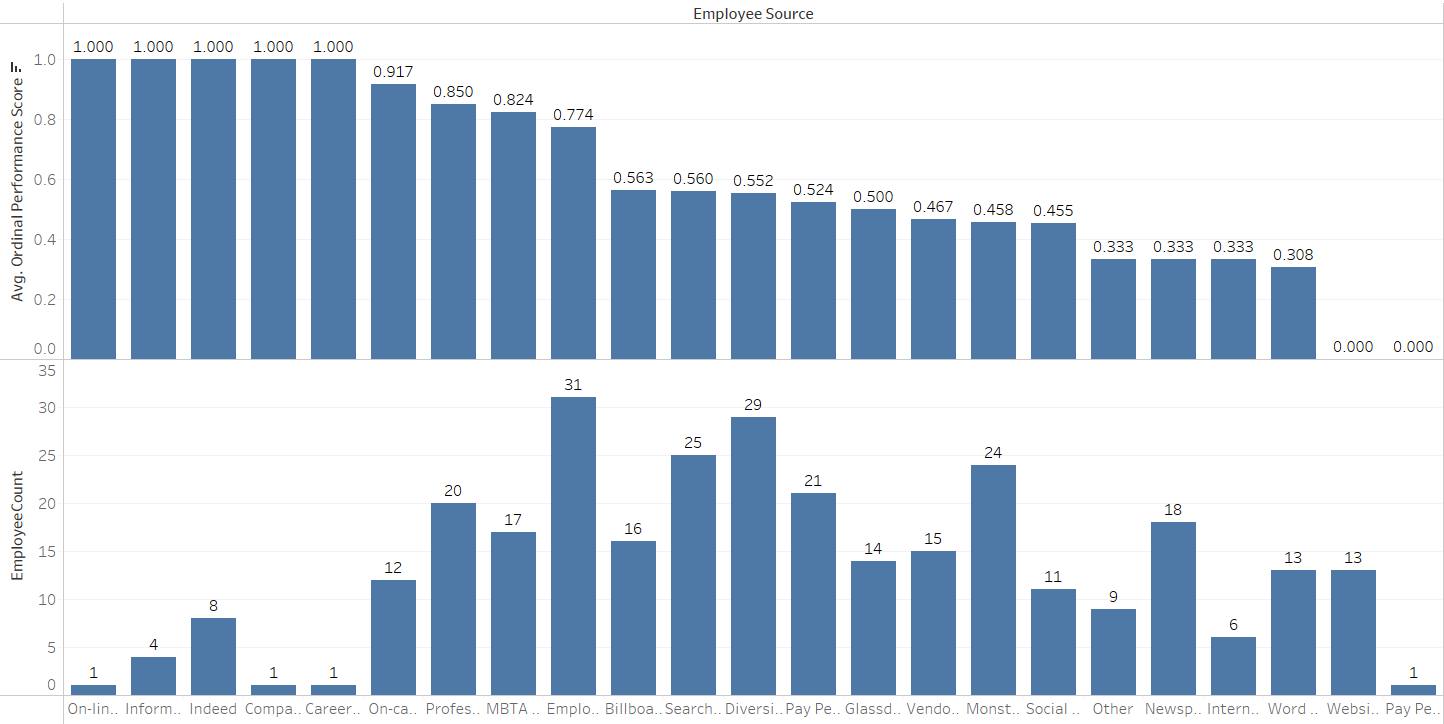 Employee Source
Avg. Ordinal Performance Score
1.0
0.8
0.6
0.4
0.2
0.0
1.000 1.000 1.000 1.000 1.000 0.917 0.850 0.824 0.774 0.563 0.560 0.552 0.524 0.500 0.467 0.458 0.455 0.333 0.333 0.333 0.308 0.000 0.000
EmployeeCount
35
30
25
20
15
10
5
0
1 4 8 1 1 12 20 17 31 16 25 29 21 14 15 24 11 9 18 6 13 13 1
On-lin.. Inform.. Indeed Compa.. Career.. On-ca.. Profes.. MBTA .. Emplo.. Billboa.. Search.. Diversi.. Pay Pe.. Glassd.. Vendo.. Monst.. Social .. Other Newsp.. Intern.. Word .. Websi.. Pay Pe..